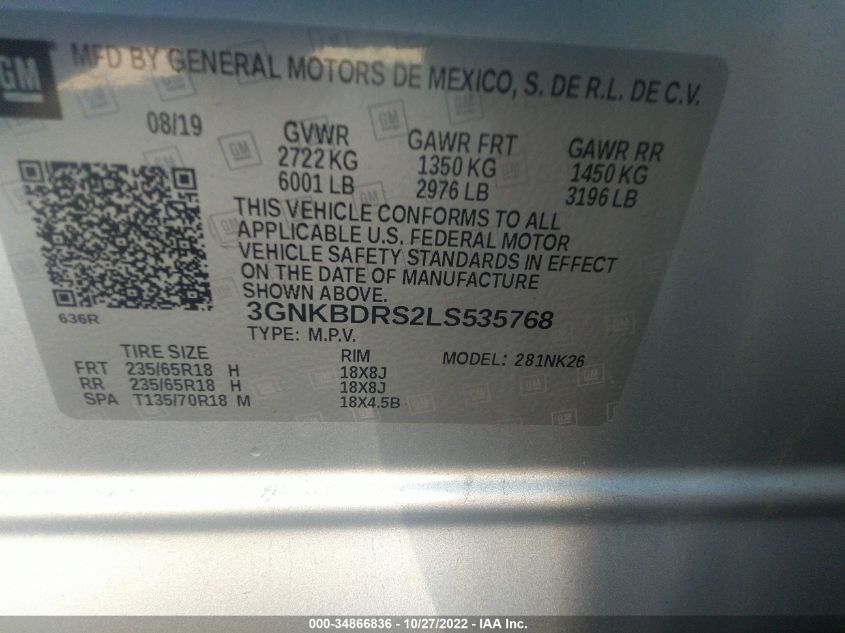 GM
MFD BY GENERAL MOTORS DE MEXICO, S. DE R.L. DE C.V.
08/19
GVWR
2722 KG
6001 LB
GAWR FRT
1350 KG
2976 LB
GAWR RR
1450 KG
3196 LB
THIS VEHICLE CONFORMS TO ALL
APPLICABLE U.S. FEDERAL MOTOR
VEHICLE SAFETY STANDARDS IN EFFECT
ON THE DATE OF MANUFACTURE
SHOWN ABOVE.
636R
3GNKBDRS2LS535768
TYPE: M.P.V.
TIRE SIZE RIM MODEL: 281NK26
FRT 235/65R18 H 18X8J
RR 235/65R18 H 18X8J
SPA T135/70R18 M 18X4.5B
000-34866836 - 10/27/2022 - IAA Inc.